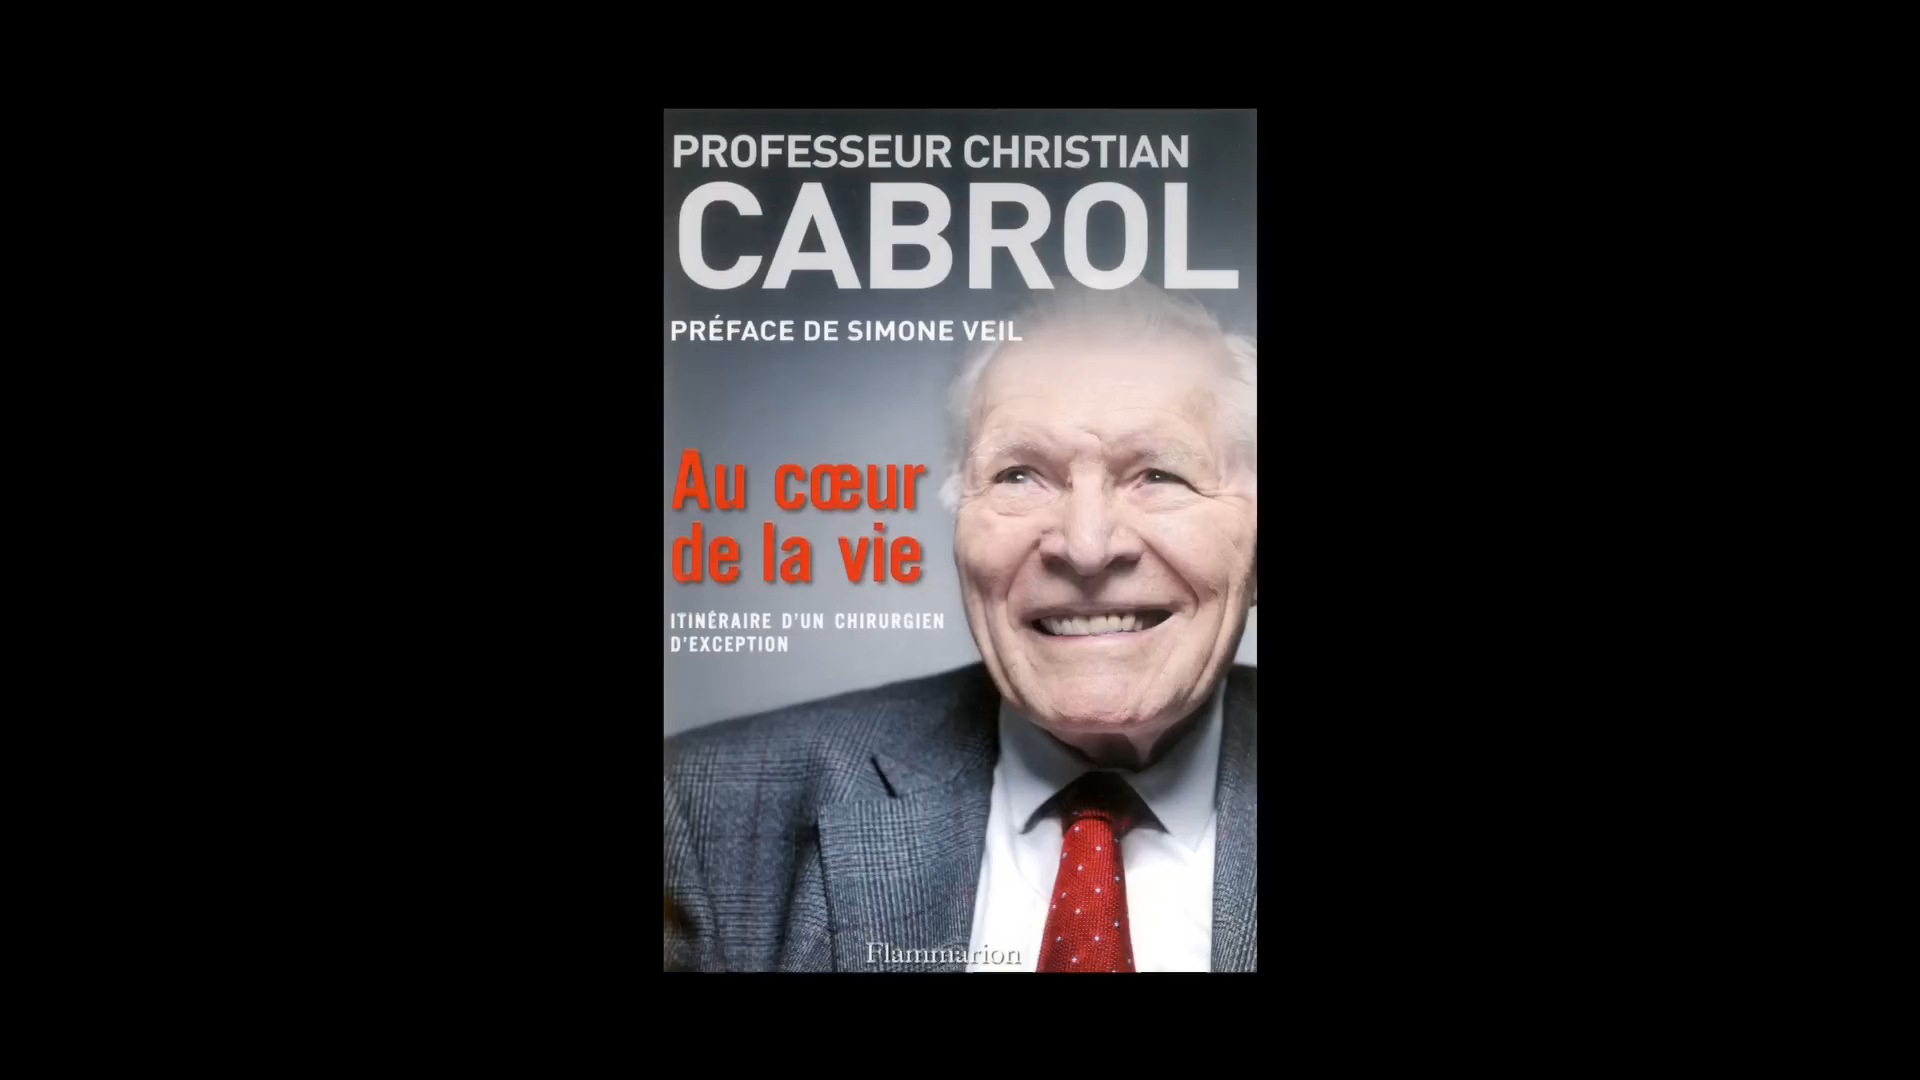 PROFESSEUR CHRISTIAN
CABROL
PRÉFACE DE SIMONE VEIL
Au cœur
de la vie
ITINÉRAIRE D'UN CHIRURGIEN
D'EXCEPTION
Flammarion